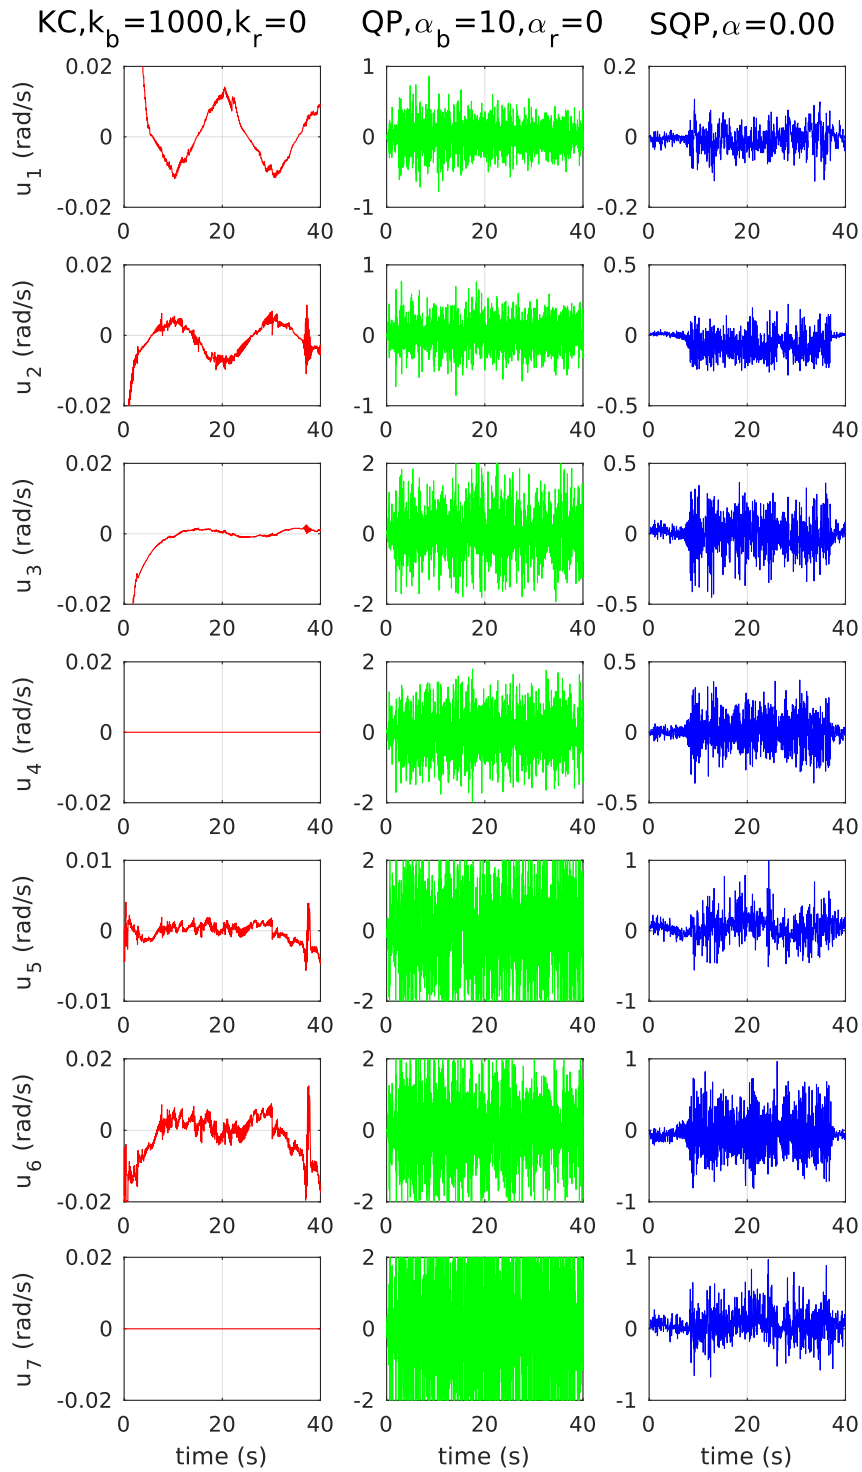 KC,k_b=1000,k_r=0 QP,α_b=10,α_r=0 SQP,α=0.00
u_1 (rad/s)
0.02 0 -0.02 0 20 40
1 0 -1 0 20 40
0.2 0 -0.2 0 20 40
u_2 (rad/s)
0.02 0 -0.02 0 20 40
1 0 -1 0 20 40
0.5 0 -0.5 0 20 40
u_3 (rad/s)
0.02 0 -0.02 0 20 40
2 0 -2 0 20 40
0.5 0 -0.5 0 20 40
u_4 (rad/s)
0.02 0 -0.02 0 20 40
2 0 -2 0 20 40
0.5 0 -0.5 0 20 40
u_5 (rad/s)
0.01 0 -0.01 0 20 40
2 0 -2 0 20 40
1 0 -1 0 20 40
u_6 (rad/s)
0.02 0 -0.02 0 20 40
2 0 -2 0 20 40
1 0 -1 0 20 40
u_7 (rad/s)
0.02 0 -0.02 0 20 40
2 0 -2 0 20 40
1 0 -1 0 20 40
time (s) time (s) time (s)